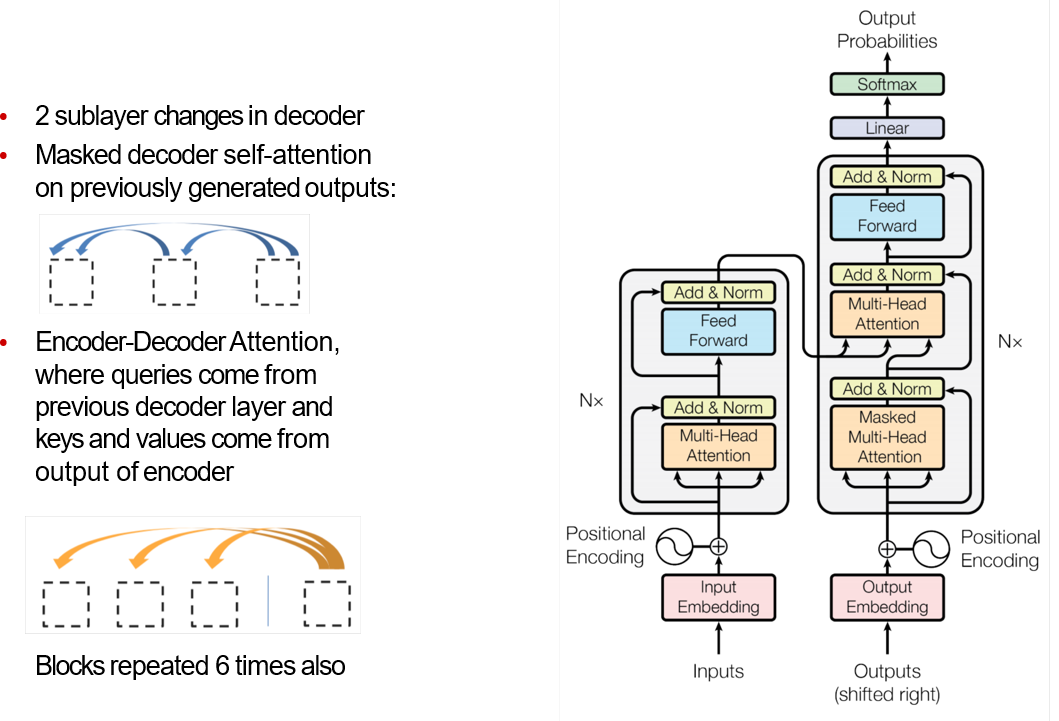 2 sublayer changes in decoder
Masked decoder self-attention
on previously generated outputs:
Encoder-Decoder Attention,
where queries come from
previous decoder layer and
keys and values come from
output of encoder
Blocks repeated 6 times also
Output
Probabilities
Softmax
Linear
Add & Norm
Feed
Forward
Add & Norm
Multi-Head
Attention
Nx
Add & Norm
Masked
Multi-Head
Attention
Add & Norm
Feed
Forward
Nx
Add & Norm
Multi-Head
Attention
Positional
Encoding
Positional
Encoding
Input
Embedding
Output
Embedding
Inputs
Outputs
(shifted right)